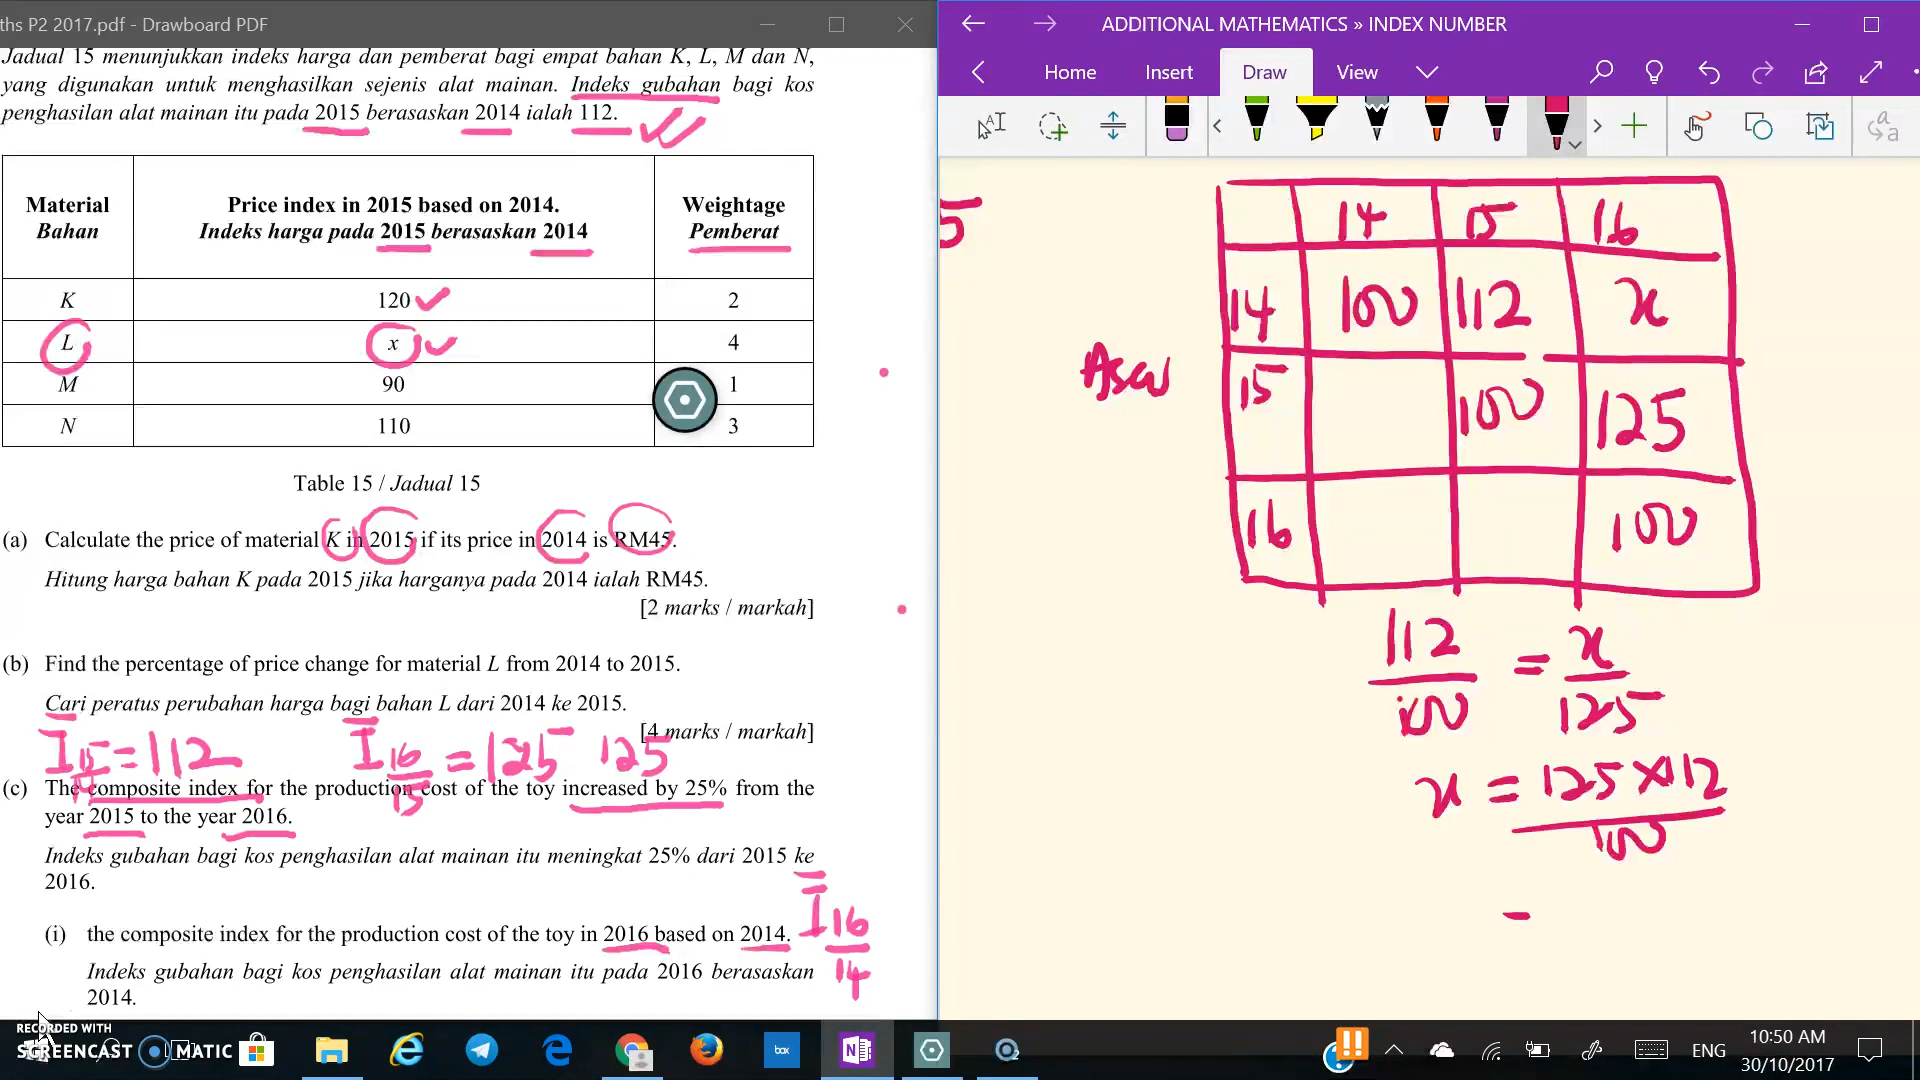 ths P2 2017.pdf - Drawboard PDF
Jadual 15 menunjukkan indeks harga dan pemberat bagi empat bahan K, L, M dan N,
yang digunakan untuk menghasilkan sejenis alat mainan. Indeks gubahan bagi kos
penghasilan alat mainan itu pada 2015 berasaskan 2014 ialah 112.
Material Price index in 2015 based on 2014. Weightage
Bahan Indeks harga pada 2015 berasaskan 2014 Pemberat
K 120 2
L x 4
M 90 1
N 110 3
Table 15 / Jadual 15
(a) Calculate the price of material K in 2015 if its price in 2014 is RM45.
Hitung harga bahan K pada 2015 jika harganya pada 2014 ialah RM45.
[2 marks / markah]
(b) Find the percentage of price change for material L from 2014 to 2015.
Cari peratus perubahan harga bagi bahan L dari 2014 ke 2015.
[4 marks / markah]
I 15/14 = 112 I 16/15 = 125 125
(c) The composite index for the production cost of the toy increased by 25% from the
year 2015 to the year 2016.
Indeks gubahan bagi kos penghasilan alat mainan itu meningkat 25% dari 2015 ke
2016.
(i) the composite index for the production cost of the toy in 2016 based on 2014. I 16/14
Indeks gubahan bagi kos penghasilan alat mainan itu pada 2016 berasaskan
2014.
RECORDED WITH
SCREENCAST MATIC
ADDITIONAL MATHEMATICS » INDEX NUMBER
Home Insert Draw View
5
14 15 16
14 100 112 x
Asas
15 100 125
16 100
112/100 = x/125
x = 125 × 112
100
=
box
ENG
10:50 AM
30/10/2017